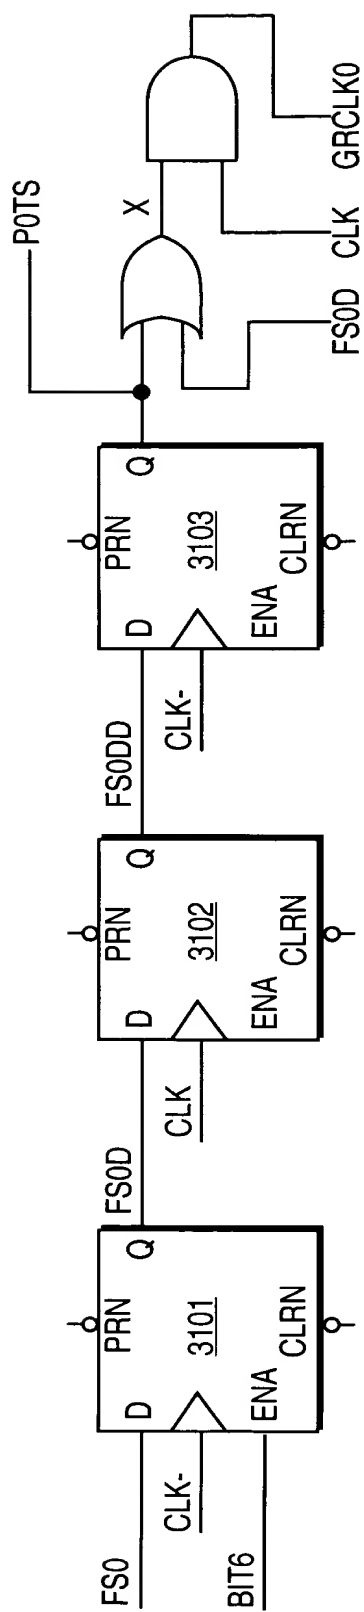 FS0
CLK-
BIT6
D
PRN
Q
3101
ENA
CLRN
FS0D
CLK
D
PRN
Q
3102
ENA
CLRN
FS0DD
CLK-
D
PRN
Q
3103
ENA
CLRN
P0TS
X
FS0D
CLK
GRCLK0